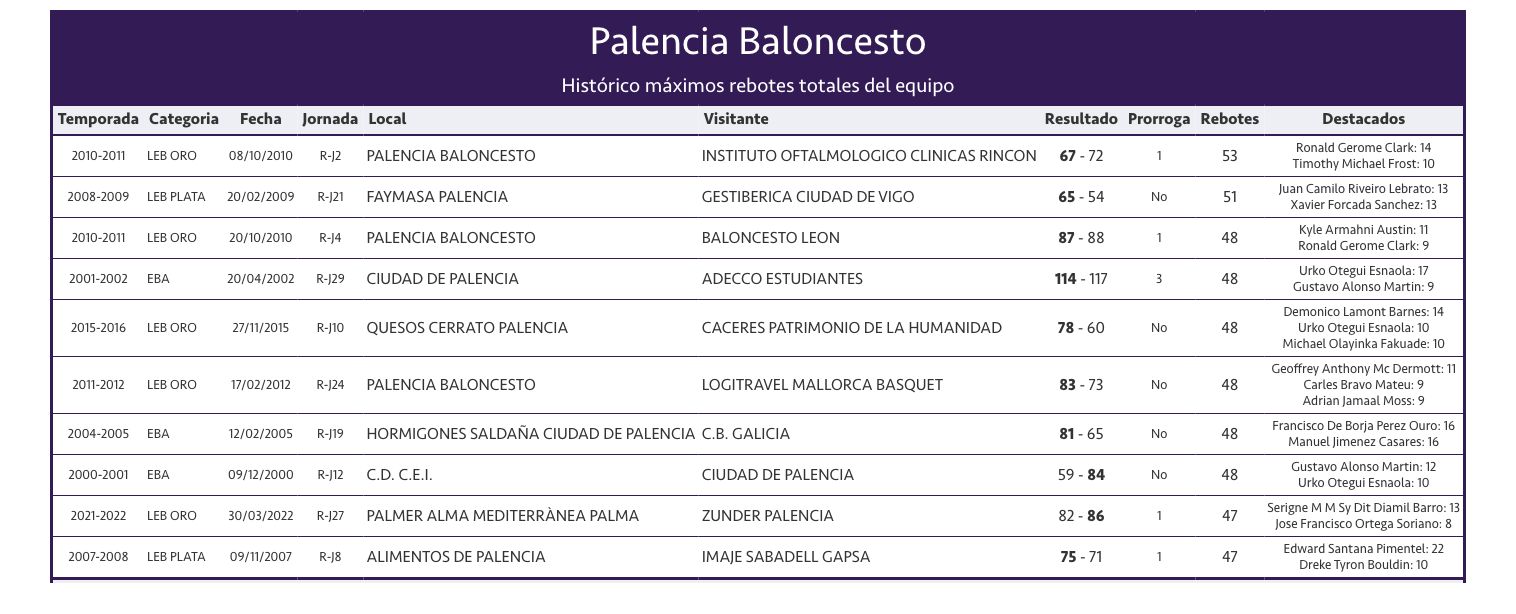 Palencia Baloncesto
Histórico máximos rebotes totales del equipo
Temporada Categoria Fecha Jornada Local Visitante Resultado Prorroga Rebotes Destacados
2010-2011 LEB ORO 08/10/2010 R-J2 PALENCIA BALONCESTO INSTITUTO OFTALMOLOGICO CLINICAS RINCON 67 - 72 1 53 Ronald Gerome Clark: 14
Timothy Michael Frost: 10
2008-2009 LEB PLATA 20/02/2009 R-J21 FAYMASA PALENCIA GESTIBERICA CIUDAD DE VIGO 65 - 54 No 51 Juan Camilo Riveiro Lebrato: 13
Xavier Forcada Sanchez: 13
2010-2011 LEB ORO 20/10/2010 R-J4 PALENCIA BALONCESTO BALONCESTO LEON 87 - 88 1 48 Kyle Armahni Austin: 11
Ronald Gerome Clark: 9
2001-2002 EBA 20/04/2002 R-J29 CIUDAD DE PALENCIA ADECCO ESTUDIANTES 114 - 117 3 48 Urko Otegui Esnaola: 17
Gustavo Alonso Martin: 9
2015-2016 LEB ORO 27/11/2015 R-J10 QUESOS CERRATO PALENCIA CACERES PATRIMONIO DE LA HUMANIDAD 78 - 60 No 48 Demonico Lamont Barnes: 14
Urko Otegui Esnaola: 10
Michael Olayinka Fakuade: 10
2011-2012 LEB ORO 17/02/2012 R-J24 PALENCIA BALONCESTO LOGITRAVEL MALLORCA BASQUET 83 - 73 No 48 Geoffrey Anthony Mc Dermott: 11
Carles Bravo Mateu: 9
Adrian Jamaal Moss: 9
2004-2005 EBA 12/02/2005 R-J19 HORMIGONES SALDAÑA CIUDAD DE PALENCIA C.B. GALICIA 81 - 65 No 48 Francisco De Borja Perez Ouro: 16
Manuel Jimenez Casares: 16
2000-2001 EBA 09/12/2000 R-J12 C.D. C.E.I. CIUDAD DE PALENCIA 59 - 84 No 48 Gustavo Alonso Martin: 12
Urko Otegui Esnaola: 10
2021-2022 LEB ORO 30/03/2022 R-J27 PALMER ALMA MEDITERRÀNEA PALMA ZUNDER PALENCIA 82 - 86 1 47 Serigne M M Sy Dit Diamil Barro: 13
Jose Francisco Ortega Soriano: 8
2007-2008 LEB PLATA 09/11/2007 R-J8 ALIMENTOS DE PALENCIA IMAJE SABADELL GAPSA 75 - 71 1 47 Edward Santana Pimentel: 22
Dreke Tyron Bouldin: 10